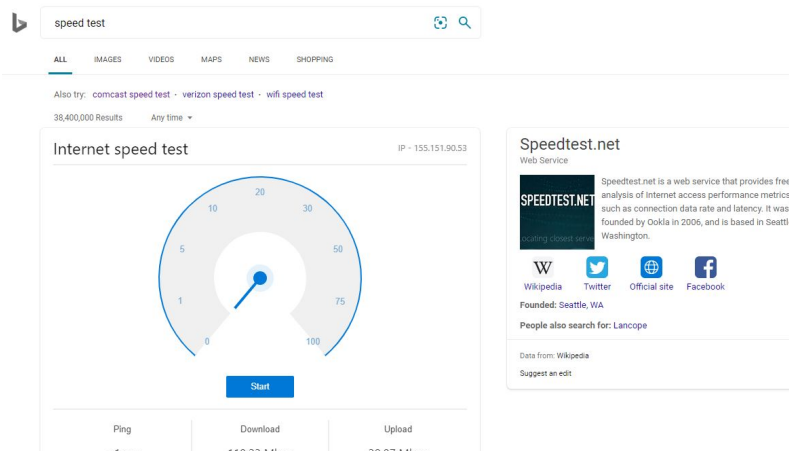 speed test
ALL IMAGES VIDEOS MAPS NEWS SHOPPING
Also try: comcast speed test · verizon speed test · wifi speed test
38,400,000 Results Any time
Internet speed test
IP - 155.151.90.53
0
1
5
10
20
30
50
75
100
Start
Ping Download Upload
Speedtest.net
Web Service
SPEEDTEST.NET
ocating closest serve
Speedtest.net is a web service that provides free
analysis of Internet access performance metrics
such as connection data rate and latency. It was
founded by Ookla in 2006, and is based in Seattl
Washington.
W
Wikipedia Twitter Official site Facebook
Founded: Seattle, WA
People also search for: Lancope
Data from: Wikipedia
Suggest an edit